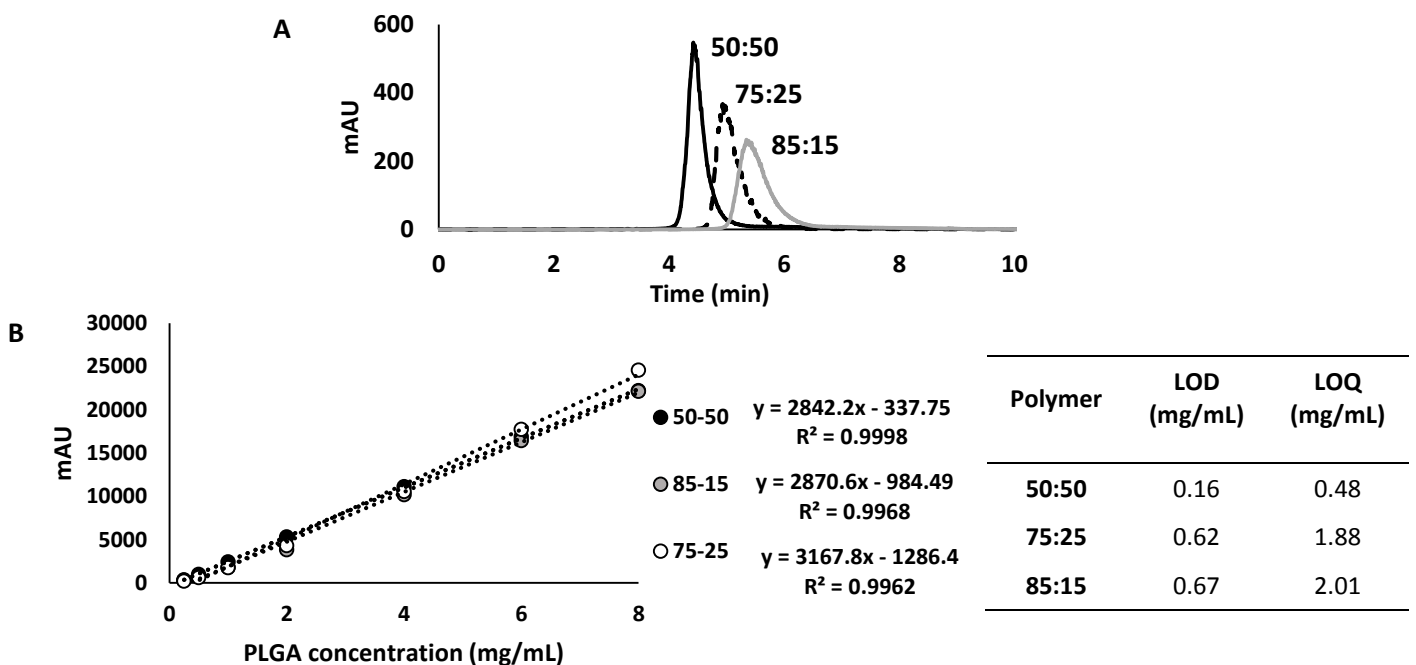 A
600
400
200
0
mAU
50:50
75:25
85:15
0 2 4 6 8 10
Time (min)
B
30000
25000
20000
15000
10000
5000
0
mAU
0 2 4 6 8
PLGA concentration (mg/mL)
50-50 y = 2842.2x - 337.75
R² = 0.9998
85-15 y = 2870.6x - 984.49
R² = 0.9968
75-25 y = 3167.8x - 1286.4
R² = 0.9962
Polymer LOD (mg/mL) LOQ (mg/mL)
50:50 0.16 0.48
75:25 0.62 1.88
85:15 0.67 2.01